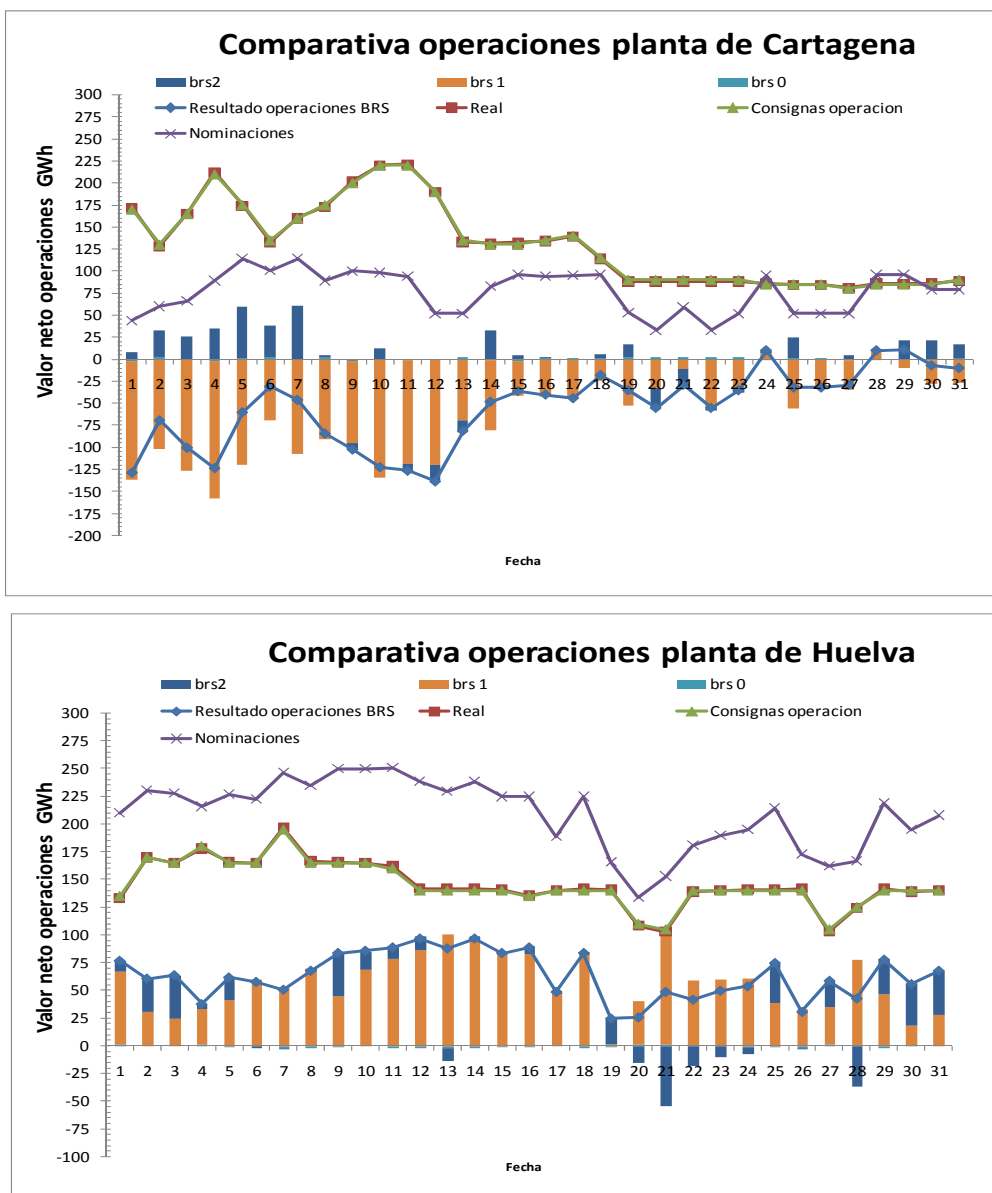 Comparativa operaciones planta de Cartagena
brs2 brs 1 brs 0
Resultado operaciones BRS Real Consignas operacion
Nominaciones
Valor neto operaciones GWh
300
275
250
225
200
175
150
125
100
75
50
25
0
-25
-50
-75
-100
-125
-150
-175
-200
1 2 3 4 5 6 7 8 9 10 11 12 13 14 15 16 17 18 19 20 21 22 23 24 25 26 27 28 29 30 31
Fecha
Comparativa operaciones planta de Huelva
brs2 brs 1 brs 0
Resultado operaciones BRS Real Consignas operacion
Nominaciones
Valor neto operaciones GWh
300
275
250
225
200
175
150
125
100
75
50
25
0
-25
-50
-75
-100
1 2 3 4 5 6 7 8 9 10 11 12 13 14 15 16 17 18 19 20 21 22 23 24 25 26 27 28 29 30 31
Fecha